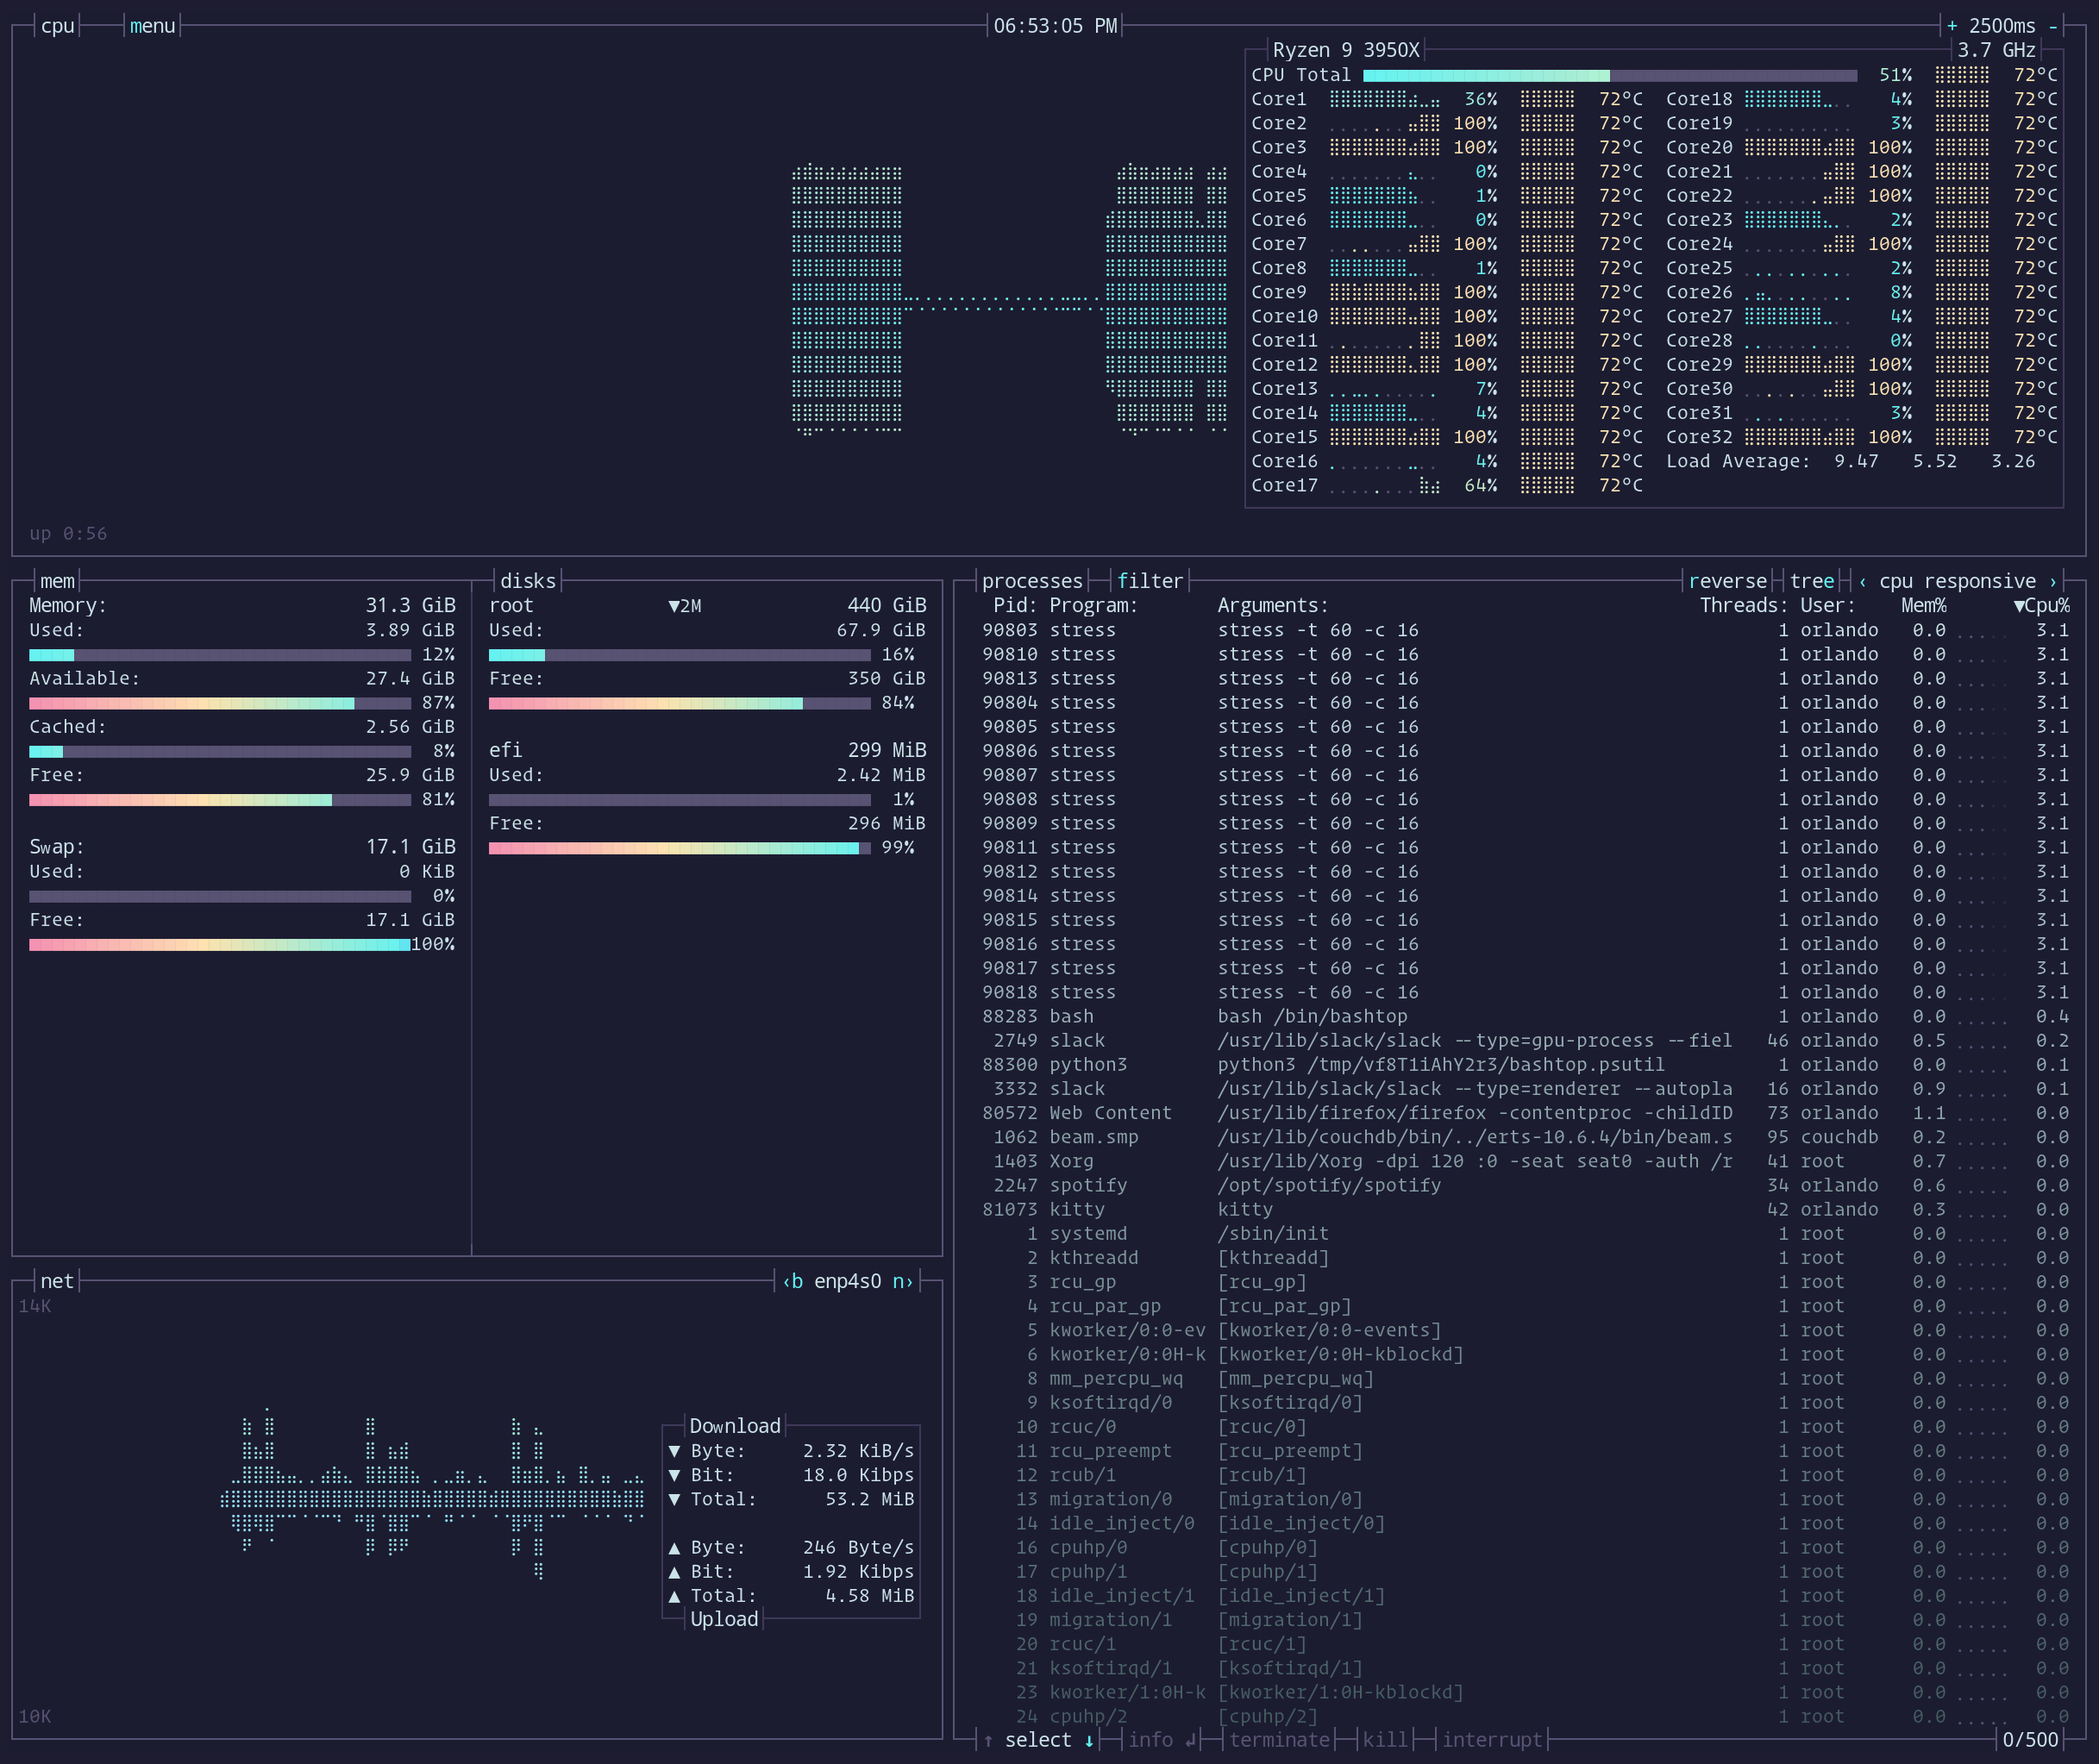 cpu menu 06:53:05 PM + 2500ms -
Ryzen 9 3950X 3.7 GHz
CPU Total 51% 72°C
Core1 36% 72°C Core18 4% 72°C
Core2 100% 72°C Core19 3% 72°C
Core3 100% 72°C Core20 100% 72°C
Core4 0% 72°C Core21 100% 72°C
Core5 1% 72°C Core22 100% 72°C
Core6 0% 72°C Core23 2% 72°C
Core7 100% 72°C Core24 100% 72°C
Core8 1% 72°C Core25 2% 72°C
Core9 100% 72°C Core26 8% 72°C
Core10 100% 72°C Core27 4% 72°C
Core11 100% 72°C Core28 0% 72°C
Core12 100% 72°C Core29 100% 72°C
Core13 7% 72°C Core30 100% 72°C
Core14 4% 72°C Core31 3% 72°C
Core15 100% 72°C Core32 100% 72°C
Core16 4% 72°C Load Average: 9.47 5.52 3.26
Core17 64% 72°C
up 0:56
mem
Memory: 31.3 GiB
Used: 3.89 GiB
12%
Available: 27.4 GiB
87%
Cached: 2.56 GiB
8%
Free: 25.9 GiB
81%
Swap: 17.1 GiB
Used: 0 KiB
0%
Free: 17.1 GiB
100%
disks
root ▼2M 440 GiB
Used: 67.9 GiB
16%
Free: 350 GiB
84%
efi 299 MiB
Used: 2.42 MiB
1%
Free: 296 MiB
99%
net ‹b enp4s0 n›
14K
Download
▼ Byte: 2.32 KiB/s
▼ Bit: 18.0 Kibps
▼ Total: 53.2 MiB
▲ Byte: 246 Byte/s
▲ Bit: 1.92 Kibps
▲ Total: 4.58 MiB
Upload
10K
processes filter reverse tree ‹ cpu responsive ›
Pid: Program: Arguments: Threads: User: Mem% ▼Cpu%
90803 stress stress -t 60 -c 16 1 orlando 0.0 3.1
90810 stress stress -t 60 -c 16 1 orlando 0.0 3.1
90813 stress stress -t 60 -c 16 1 orlando 0.0 3.1
90804 stress stress -t 60 -c 16 1 orlando 0.0 3.1
90805 stress stress -t 60 -c 16 1 orlando 0.0 3.1
90806 stress stress -t 60 -c 16 1 orlando 0.0 3.1
90807 stress stress -t 60 -c 16 1 orlando 0.0 3.1
90808 stress stress -t 60 -c 16 1 orlando 0.0 3.1
90809 stress stress -t 60 -c 16 1 orlando 0.0 3.1
90811 stress stress -t 60 -c 16 1 orlando 0.0 3.1
90812 stress stress -t 60 -c 16 1 orlando 0.0 3.1
90814 stress stress -t 60 -c 16 1 orlando 0.0 3.1
90815 stress stress -t 60 -c 16 1 orlando 0.0 3.1
90816 stress stress -t 60 -c 16 1 orlando 0.0 3.1
90817 stress stress -t 60 -c 16 1 orlando 0.0 3.1
90818 stress stress -t 60 -c 16 1 orlando 0.0 3.1
88283 bash bash /bin/bashtop 1 orlando 0.0 0.4
2749 slack /usr/lib/slack/slack --type=gpu-process --fiel 46 orlando 0.5 0.2
88300 python3 python3 /tmp/vf8T1iAhY2r3/bashtop.psutil 1 orlando 0.0 0.1
3332 slack /usr/lib/slack/slack --type=renderer --autopla 16 orlando 0.9 0.1
80572 Web Content /usr/lib/firefox/firefox -contentproc -childID 73 orlando 1.1 0.0
1062 beam.smp /usr/lib/couchdb/bin/../erts-10.6.4/bin/beam.s 95 couchdb 0.2 0.0
1403 Xorg /usr/lib/Xorg -dpi 120 :0 -seat seat0 -auth /r 41 root 0.7 0.0
2247 spotify /opt/spotify/spotify 34 orlando 0.6 0.0
81073 kitty kitty 42 orlando 0.3 0.0
1 systemd /sbin/init 1 root 0.0 0.0
2 kthreadd [kthreadd] 1 root 0.0 0.0
3 rcu_gp [rcu_gp] 1 root 0.0 0.0
4 rcu_par_gp [rcu_par_gp] 1 root 0.0 0.0
5 kworker/0:0-ev [kworker/0:0-events] 1 root 0.0 0.0
6 kworker/0:0H-k [kworker/0:0H-kblockd] 1 root 0.0 0.0
8 mm_percpu_wq [mm_percpu_wq] 1 root 0.0 0.0
9 ksoftirqd/0 [ksoftirqd/0] 1 root 0.0 0.0
10 rcuc/0 [rcuc/0] 1 root 0.0 0.0
11 rcu_preempt [rcu_preempt] 1 root 0.0 0.0
12 rcub/1 [rcub/1] 1 root 0.0 0.0
13 migration/0 [migration/0] 1 root 0.0 0.0
14 idle_inject/0 [idle_inject/0] 1 root 0.0 0.0
16 cpuhp/0 [cpuhp/0] 1 root 0.0 0.0
17 cpuhp/1 [cpuhp/1] 1 root 0.0 0.0
18 idle_inject/1 [idle_inject/1] 1 root 0.0 0.0
19 migration/1 [migration/1] 1 root 0.0 0.0
20 rcuc/1 [rcuc/1] 1 root 0.0 0.0
21 ksoftirqd/1 [ksoftirqd/1] 1 root 0.0 0.0
23 kworker/1:0H-k [kworker/1:0H-kblockd] 1 root 0.0 0.0
24 cpuhp/2 [cpuhp/2] 1 root 0.0 0.0
↑ select ↓ info ↲ terminate kill interrupt 0/500